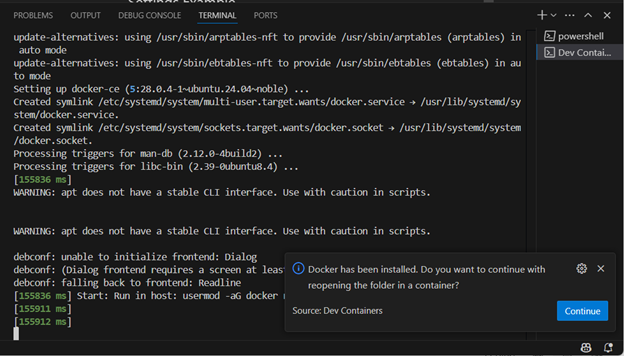 PROBLEMS OUTPUT DEBUG CONSOLE TERMINAL PORTS
powershell
Dev Contai...
update-alternatives: using /usr/sbin/arptables-nft to provide /usr/sbin/arptables (arptables) in
auto mode
update-alternatives: using /usr/sbin/ebtables-nft to provide /usr/sbin/ebtables (ebtables) in au
to mode
Setting up docker-ce (5:28.0.4-1~ubuntu.24.04~noble) ...
Created symlink /etc/systemd/system/multi-user.target.wants/docker.service → /usr/lib/systemd/sy
stem/docker.service.
Created symlink /etc/systemd/system/sockets.target.wants/docker.socket → /usr/lib/systemd/system
/docker.socket.
Processing triggers for man-db (2.12.0-4build2) ...
Processing triggers for libc-bin (2.39-0ubuntu8.4) ...
[155836 ms]
WARNING: apt does not have a stable CLI interface. Use with caution in scripts.
WARNING: apt does not have a stable CLI interface. Use with caution in scripts.
debconf: unable to initialize frontend: Dialog
debconf: (Dialog frontend requires a screen at leas
debconf: falling back to frontend: Readline
[155836 ms] Start: Run in host: usermod -aG docker
[155911 ms]
[155912 ms]
Docker has been installed. Do you want to continue with
reopening the folder in a container?
Source: Dev Containers
Continue